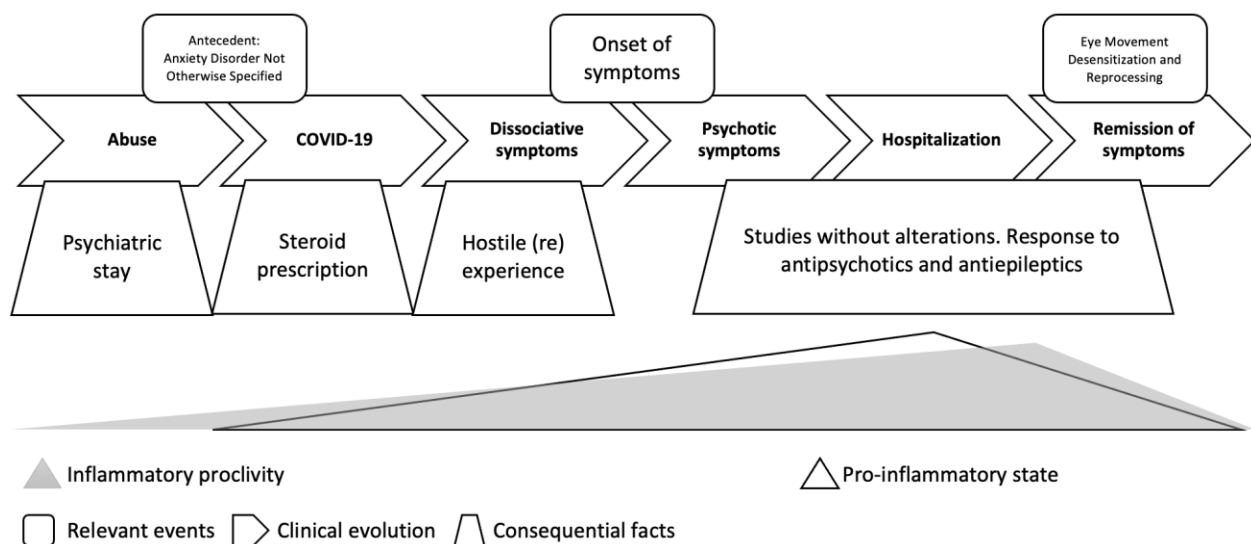 Antecedent:
Anxiety Disorder Not
Otherwise Specified
Onset of
symptoms
Eye Movement
Desensitization and
Reprocessing
Abuse
COVID-19
Dissociative
symptoms
Psychotic
symptoms
Hospitalization
Remission of
symptoms
Psychiatric
stay
Steroid
prescription
Hostile (re)
experience
Studies without alterations. Response to
antipsychotics and antiepileptics
Inflammatory proclivity
Pro-inflammatory state
Relevant events
Clinical evolution
Consequential facts